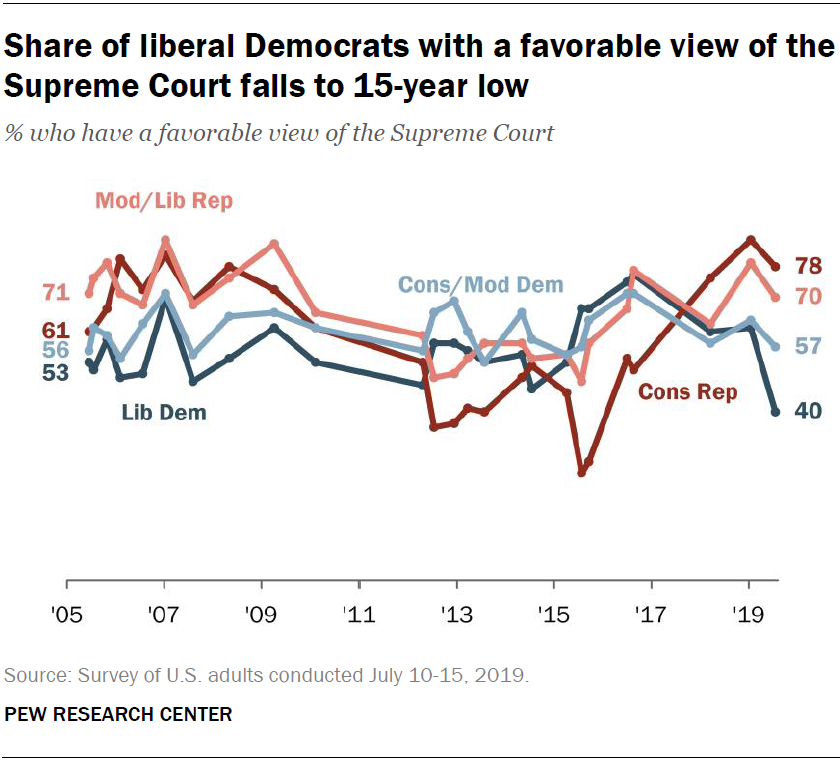 Share of liberal Democrats with a favorable view of the
Supreme Court falls to 15-year low
% who have a favorable view of the Supreme Court
Mod/Lib Rep
71
61
56
53
Lib Dem
Cons/Mod Dem
Cons Rep
78
70
57
40
'05 '07 '09 '11 '13 '15 '17 '19
Source: Survey of U.S. adults conducted July 10-15, 2019.
PEW RESEARCH CENTER